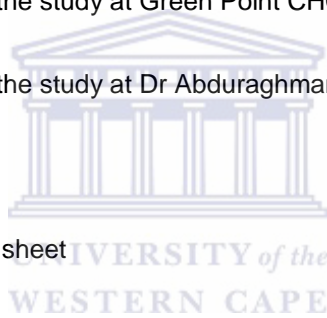 the study at Green Point CH
the study at Dr Abduraghman
sheet
UNIVERSITY of the
WESTERN CAPE